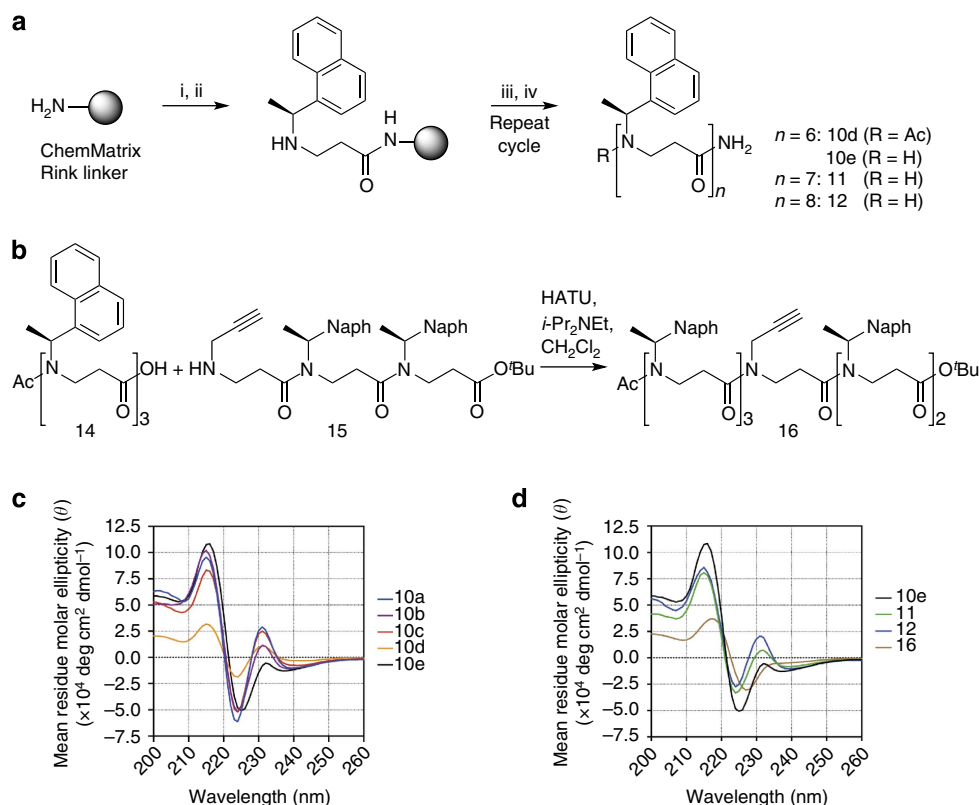 a
H2N
ChemMatrix
Rink linker
i, ii
HN
H
N
O
iii, iv
Repeat
cycle
R
N
O
NH2
n
n = 6: 10d (R = Ac)
10e (R = H)
n = 7: 11 (R = H)
n = 8: 12 (R = H)
b
Ac
N
O
OH
3
14
+
HN
O
Naph
N
O
Naph
N
O
OtBu
15
HATU,
i-Pr2NEt,
CH2Cl2
Naph
Ac
N
O
3
N
O
Naph
N
O
2
OtBu
16
c
Mean residue molar ellipticity (θ)
(×10⁴ deg cm² dmol⁻¹)
12.5
10.0
7.5
5.0
2.5
0.0
−2.5
−5.0
−7.5
200
210
220
230
240
250
260
Wavelength (nm)
10a
10b
10c
10d
10e
d
Mean residue molar ellipticity (θ)
(×10⁴ deg cm² dmol⁻¹)
12.5
10.0
7.5
5.0
2.5
0.0
−2.5
−5.0
−7.5
200
210
220
230
240
250
260
Wavelength (nm)
10e
11
12
16